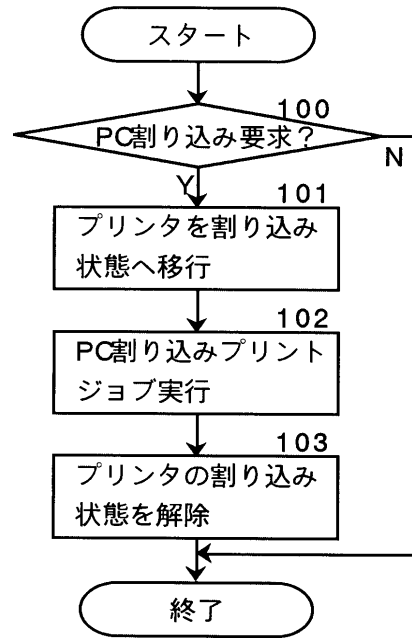 スタート
100
PC割り込み要求？
N
Y
101
プリンタを割り込み
状態へ移行
102
PC割り込みプリント
ジョブ実行
103
プリンタの割り込み
状態を解除
終了